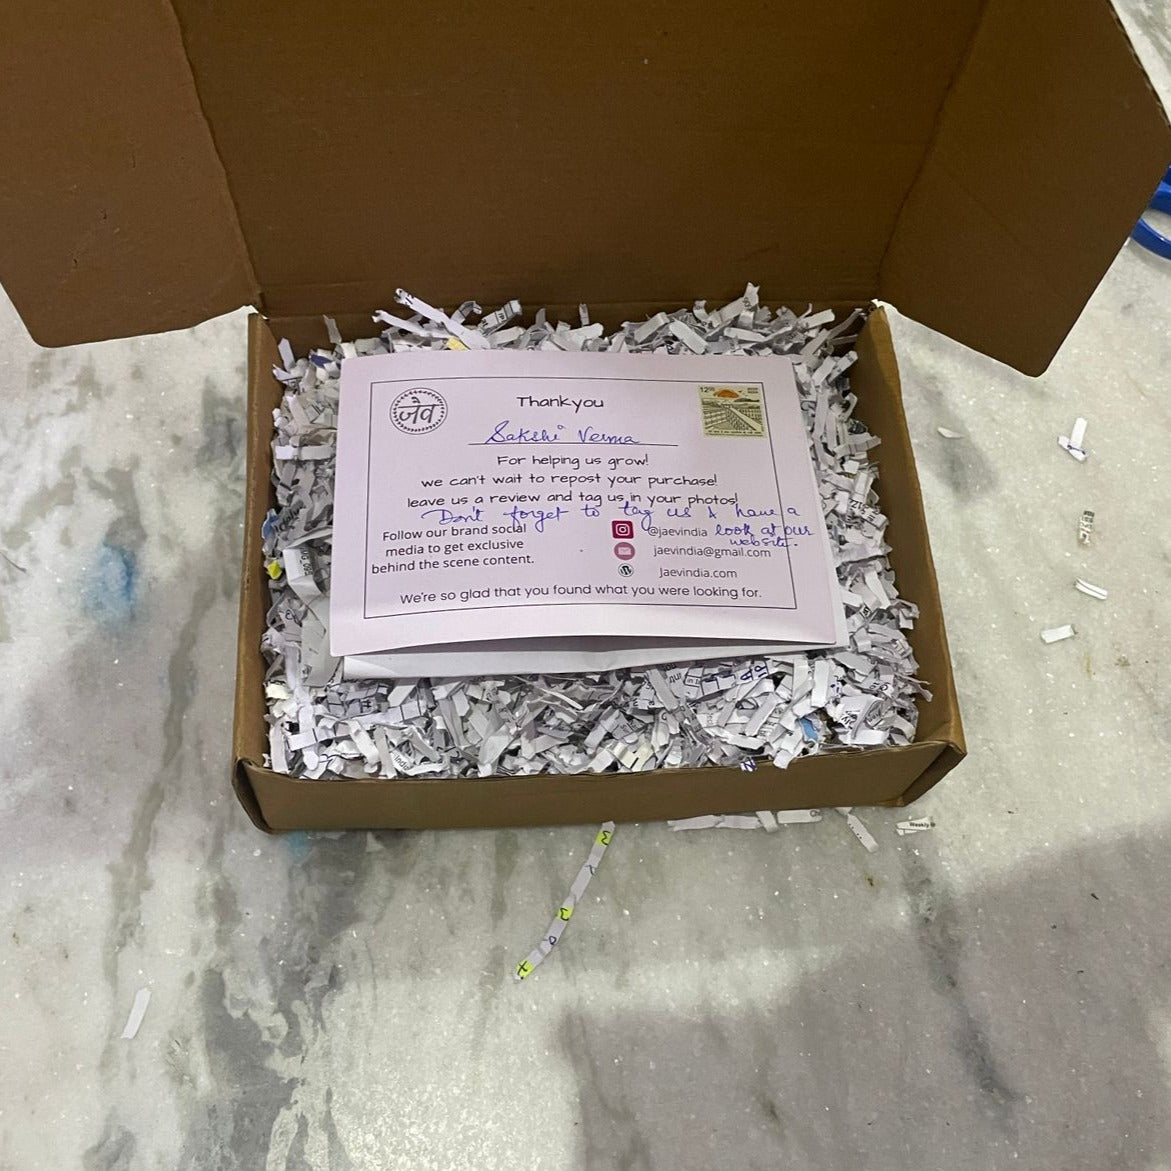 जैव
Thankyou
12.00
Sakshi Verma
For helping us grow!
we can't wait to repost your purchase!
leave us a review and tag us in your photos!
Don't forget to tag us & have a
look at our
website.
Follow our brand social
media to get exclusive
behind the scene content.
@jaevindia
jaevindia@gmail.com
Jaevindia.com
We're so glad that you found what you were looking for.
Weekly